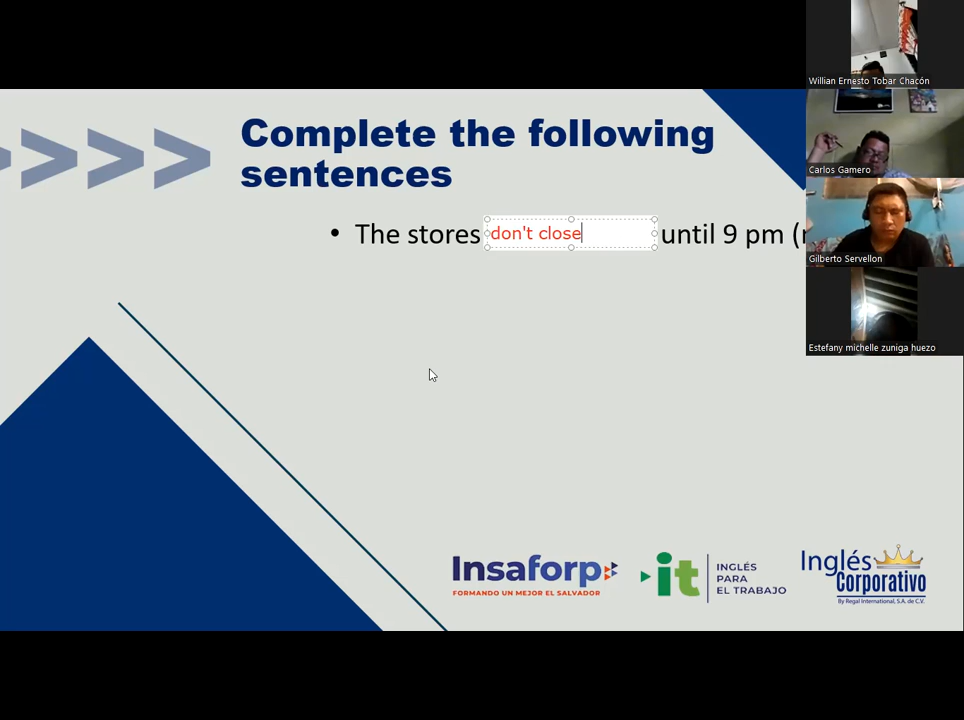 Willian Ernesto Tobar Chacón
Carlos Gamero
Gilberto Servellon
Estefany michelle zuniga huezo
>>>>
Complete the following
sentences
• The stores don't close until 9 pm (
Insaforp
FORMANDO UN MEJOR EL SALVADOR
it
INGLÉS
PARA
EL TRABAJO
Inglés
Corporativo
By Regal International, S.A. de C.V.